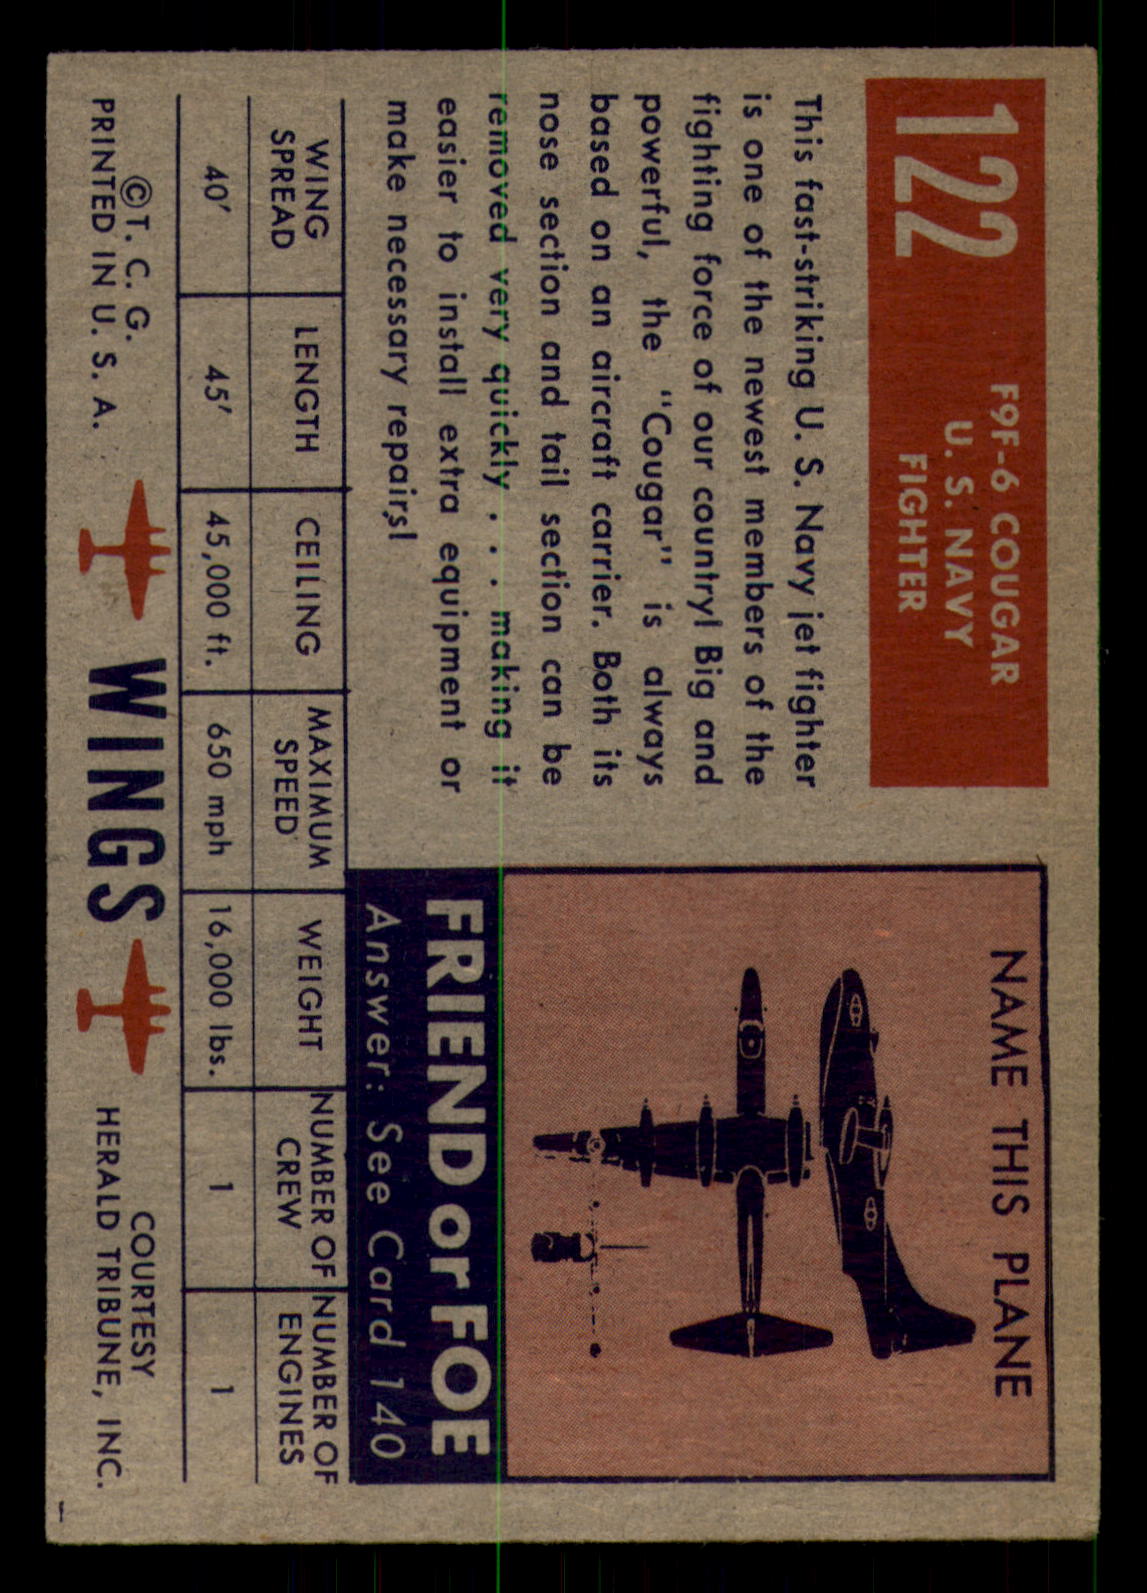 122
F9F-6 COUGAR
U. S. NAVY
FIGHTER
This fast-striking U. S. Navy jet fighter
is one of the newest members of the
fighting force of our country! Big and
powerful, the "Cougar" is always
based on an aircraft carrier. Both its
nose section and tail section can be
removed very quickly . . . making it
easier to install extra equipment or
make necessary repairs!
NAME THIS PLANE
FRIEND or FOE
Answer: See Card 140
WING SPREAD LENGTH CEILING MAXIMUM SPEED WEIGHT NUMBER OF CREW NUMBER OF ENGINES
40' 45' 45,000 ft. 650 mph 16,000 lbs. 1 1
©T. C. G.
PRINTED IN U. S. A.
WINGS
COURTESY
HERALD TRIBUNE, INC.